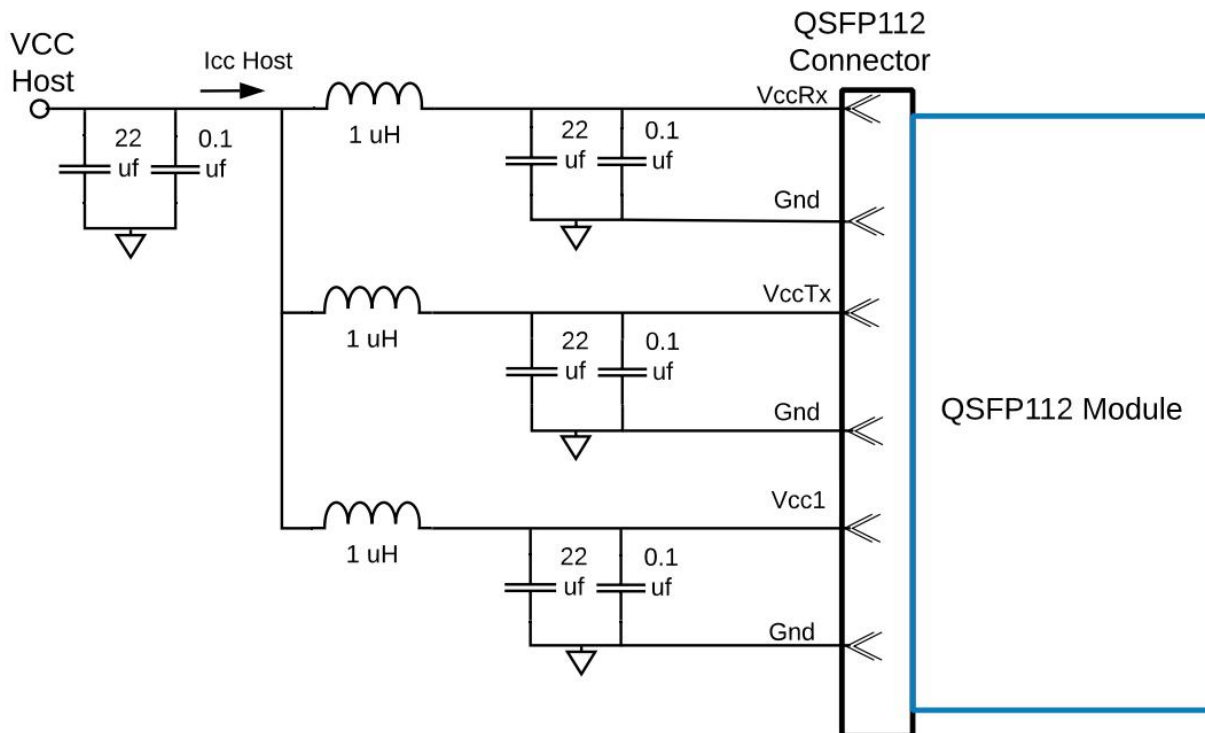 QSFP112
Connector
VCC
Host
Icc Host
22
uf
0.1
uf
1 uH
22
uf
0.1
uf
VccRx
Gnd
1 uH
22
uf
0.1
uf
VccTx
Gnd
QSFP112 Module
1 uH
22
uf
0.1
uf
Vcc1
Gnd